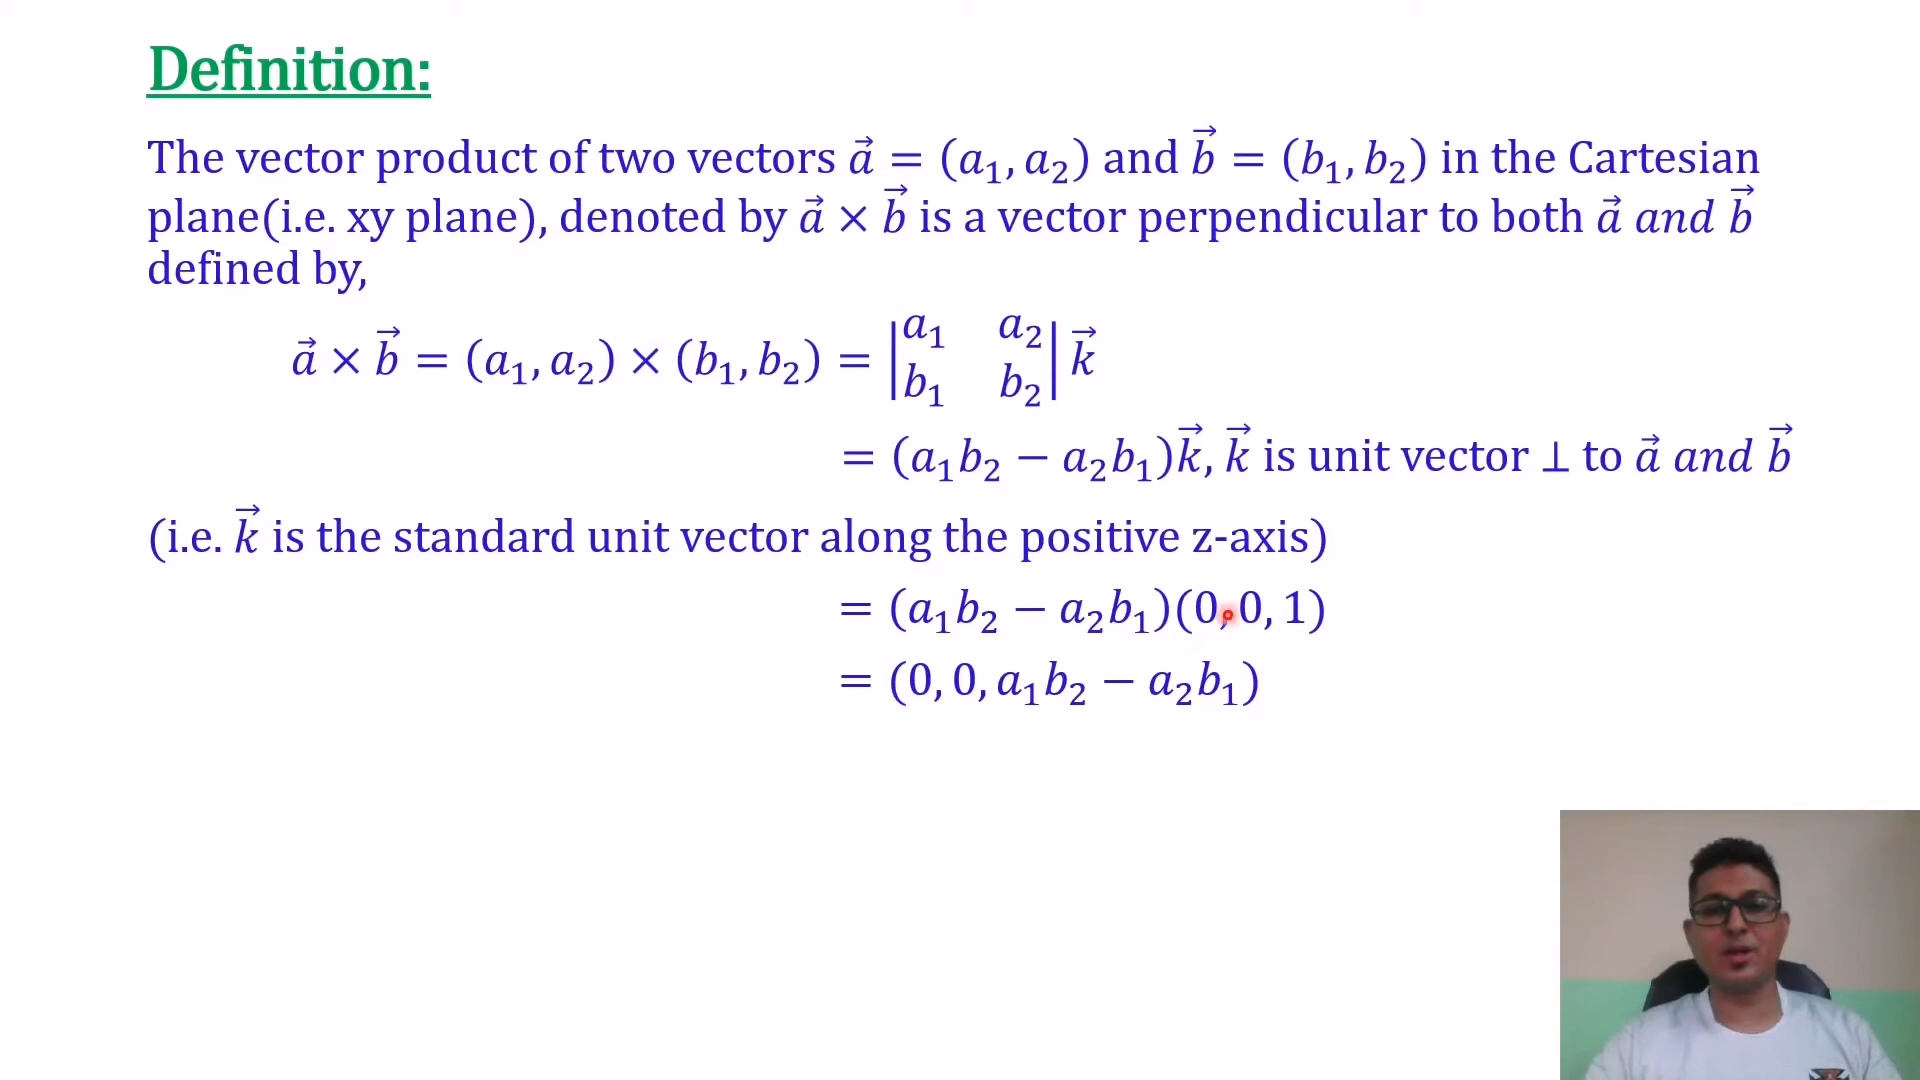 Definition:
The vector product of two vectors a⃗ = (a₁, a₂) and b⃗ = (b₁, b₂) in the Cartesian
plane(i.e. xy plane), denoted by a⃗ × b⃗ is a vector perpendicular to both a⃗ and b⃗
defined by,
a⃗ × b⃗ = (a₁, a₂) × (b₁, b₂) = |a₁ a₂; b₁ b₂| k⃗
= (a₁b₂ − a₂b₁)k⃗, k⃗ is unit vector ⊥ to a⃗ and b⃗
(i.e. k⃗ is the standard unit vector along the positive z-axis)
= (a₁b₂ − a₂b₁)(0, 0, 1)
= (0, 0, a₁b₂ − a₂b₁)